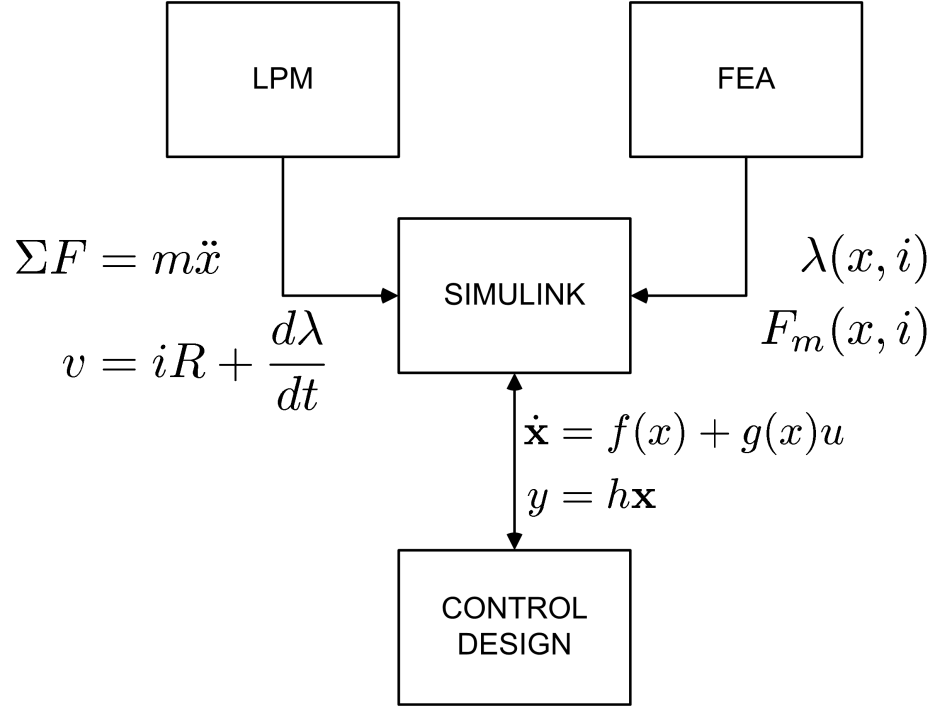 LPM
FEA
ΣF = mẍ
SIMULINK
λ(x, i)
F_m(x, i)
v = iR + dλ/dt
ẋ = f(x) + g(x)u
y = hx
CONTROL
DESIGN